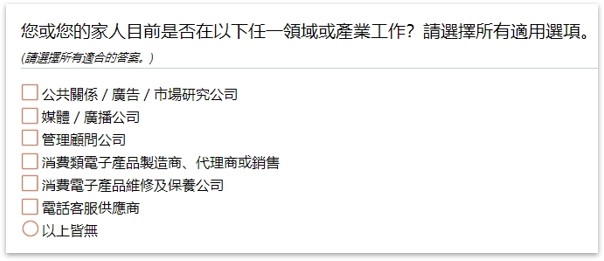 您或您的家人目前是否在以下任一領域或產業工作？請選擇所有適用選項。
(請選擇所有適合的答案。)
公共關係 / 廣告 / 市場研究公司
媒體 / 廣播公司
管理顧問公司
消費類電子產品製造商、代理商或銷售
消費電子產品維修及保養公司
電話客服供應商
以上皆無